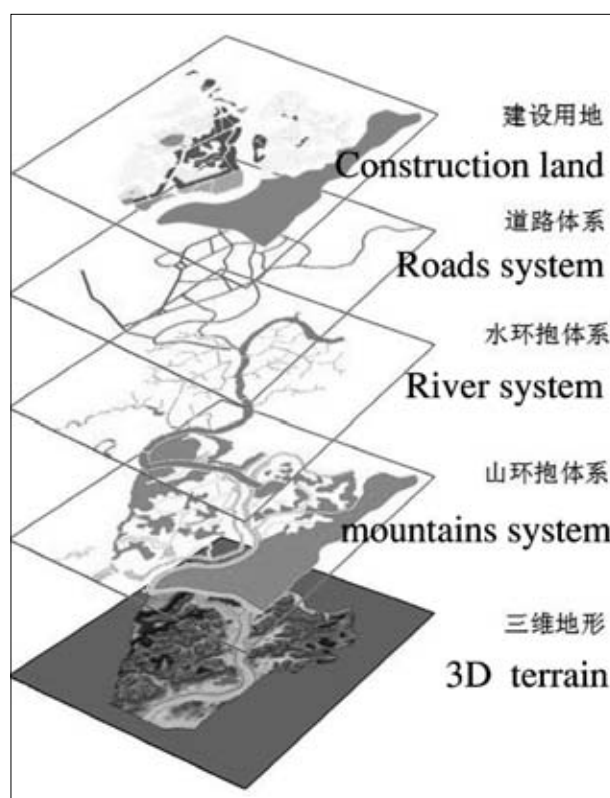 建设用地
Construction land
道路体系
Roads system
水环抱体系
River system
山环抱体系
mountains system
三维地形
3D terrain